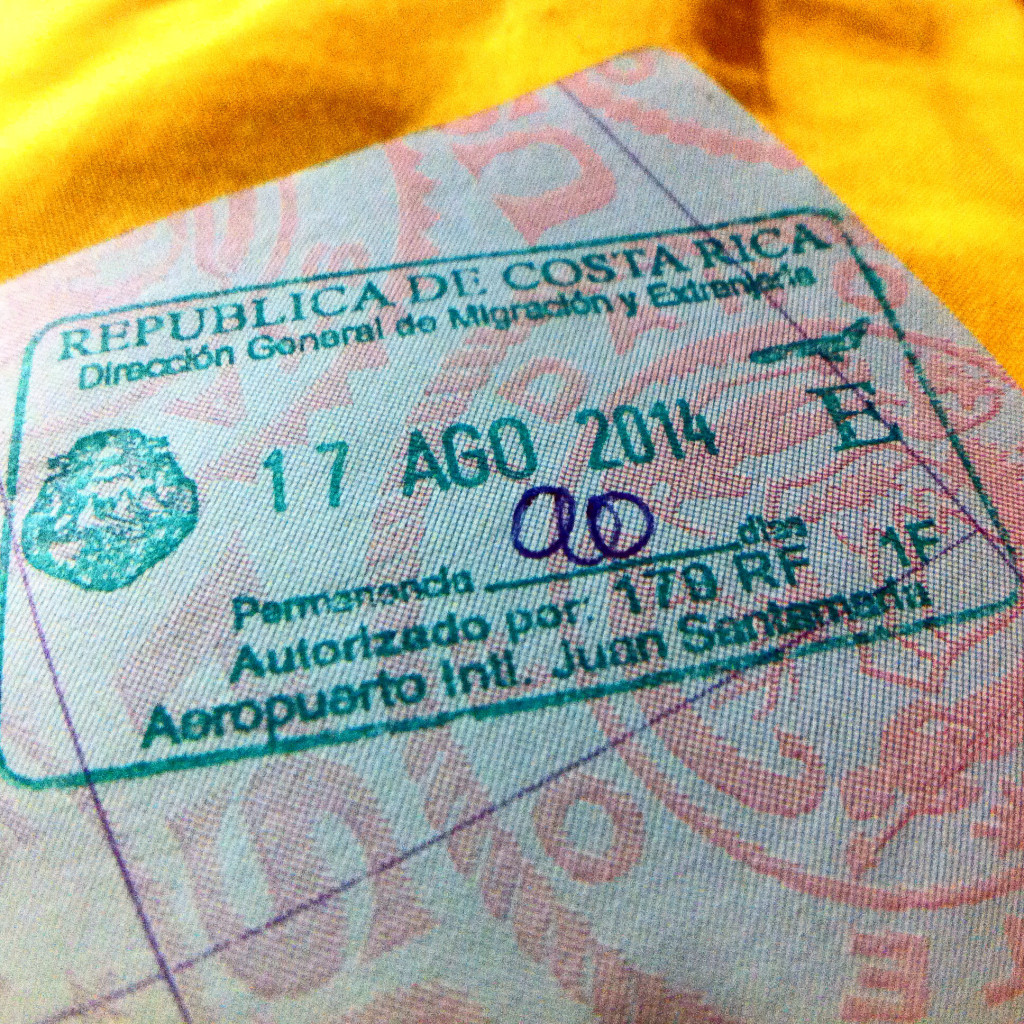 REPUBLICA DE COSTA RICA
Dirección General de Migración y Extranjería
17 AGO 2014 E
Permanencia 90 días
Autorizado por: 179 RF 1F
Aeropuerto Intl. Juan Santamaría